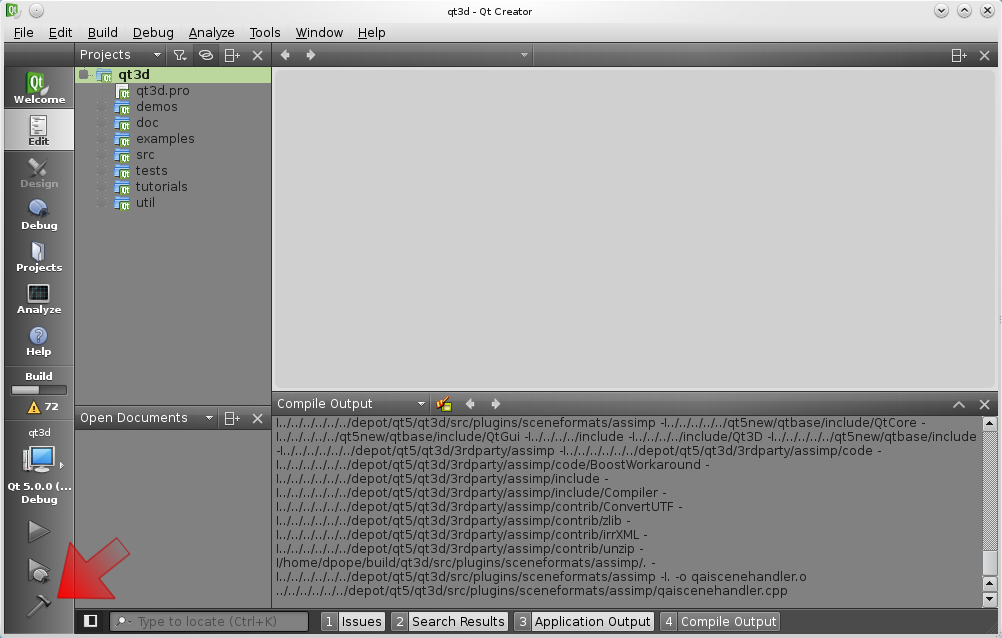 qt3d - Qt Creator
File Edit Build Debug Analyze Tools Window Help
Projects
Welcome
Edit
Design
Debug
Projects
Analyze
Help
Build
72
qt3d
Qt 5.0.0 (...
Debug
qt3d
qt3d.pro
demos
doc
examples
src
tests
tutorials
util
Open Documents
Compile Output
I../../../../../../depot/qt5/qt3d/src/plugins/sceneformats/assimp -I../../../../../qt5new/qtbase/include/QtCore -
I../../../../../qt5new/qtbase/include/QtGui -I../../../../include -I../../../../include/Qt3D -I../../../../../qt5new/qtbase/include
-I../../../../../../depot/qt5/qt3d/3rdparty/assimp -I../../../../../../depot/qt5/qt3d/3rdparty/assimp/code -
I../../../../../../depot/qt5/qt3d/3rdparty/assimp/code/BoostWorkaround -
I../../../../../../depot/qt5/qt3d/3rdparty/assimp/include -
I../../../../../../depot/qt5/qt3d/3rdparty/assimp/include/Compiler -
I../../../../../../depot/qt5/qt3d/3rdparty/assimp/contrib/ConvertUTF -
I../../../../../../depot/qt5/qt3d/3rdparty/assimp/contrib/zlib -
I../../../../../../depot/qt5/qt3d/3rdparty/assimp/contrib/irrXML -
I../../../../../../depot/qt5/qt3d/3rdparty/assimp/contrib/unzip -
I/home/dpope/build/qt3d/src/plugins/sceneformats/assimp/. -
I../../../../../../depot/qt5/qt3d/src/plugins/sceneformats/assimp -I. -o qaiscenehandler.o
../../../../../../depot/qt5/qt3d/src/plugins/sceneformats/assimp/qaiscenehandler.cpp
Type to locate (Ctrl+K)
1 Issues 2 Search Results 3 Application Output 4 Compile Output